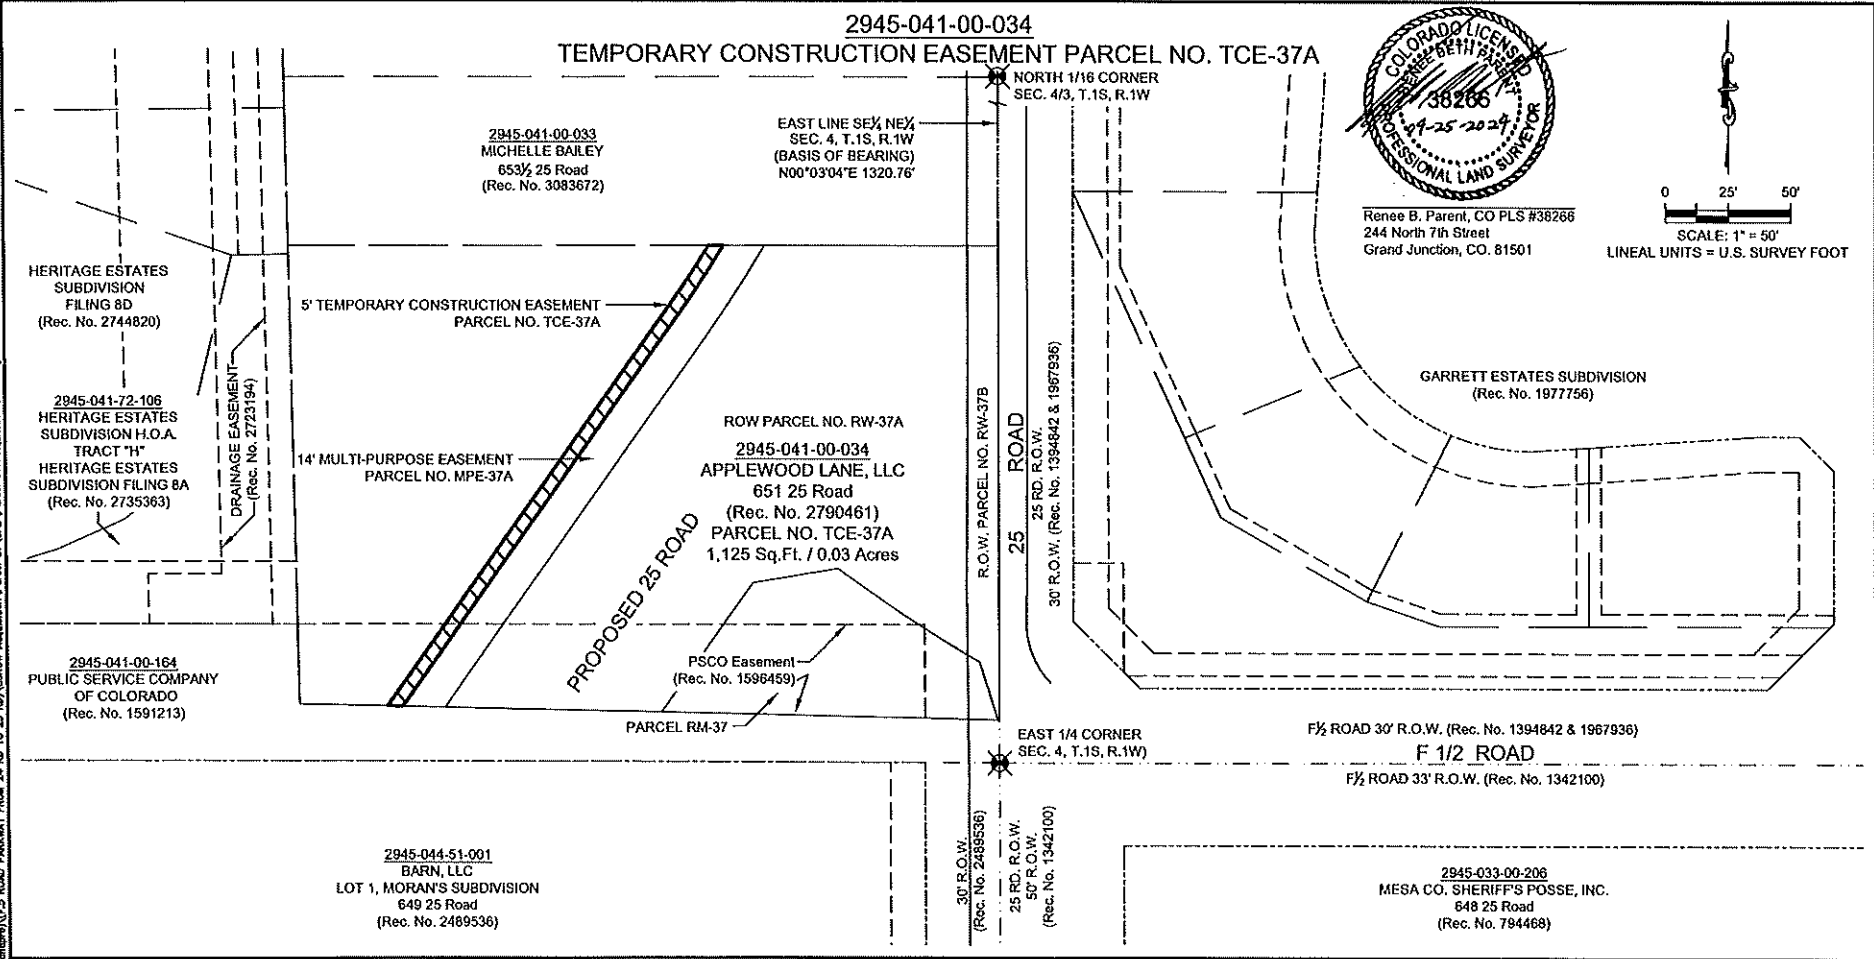 2945-041-00-034
TEMPORARY CONSTRUCTION EASEMENT PARCEL NO. TCE-37A
NORTH 1/16 CORNER
SEC. 4/3, T.1S, R.1W
EAST LINE SE¼ NE¼
SEC. 4, T.1S, R.1W
(BASIS OF BEARING)
N00°03'04"E 1320.76'
2945-041-00-033
MICHELLE BAILEY
653½ 25 Road
(Rec. No. 3083672)
COLORADO LICENSED
RENEE BETH PARENT
38266
09-25-2024
PROFESSIONAL LAND SURVEYOR
Renee B. Parent, CO PLS #38266
244 North 7th Street
Grand Junction, CO. 81501
0 25' 50'
SCALE: 1" = 50'
LINEAL UNITS = U.S. SURVEY FOOT
HERITAGE ESTATES
SUBDIVISION
FILING 8D
(Rec. No. 2744820)
5' TEMPORARY CONSTRUCTION EASEMENT
PARCEL NO. TCE-37A
2945-041-72-106
HERITAGE ESTATES
SUBDIVISION H.O.A.
TRACT "H"
HERITAGE ESTATES
SUBDIVISION FILING 8A
(Rec. No. 2735363)
DRAINAGE EASEMENT
(Rec. No. 2723194)
14' MULTI-PURPOSE EASEMENT
PARCEL NO. MPE-37A
ROW PARCEL NO. RW-37A
2945-041-00-034
APPLEWOOD LANE, LLC
651 25 Road
(Rec. No. 2790461)
PARCEL NO. TCE-37A
1,125 Sq.Ft. / 0.03 Acres
PROPOSED 25 ROAD
R.O.W. PARCEL NO. RW-37B
25 ROAD
25 RD. R.O.W.
30' R.O.W. (Rec. No. 1394842 & 1967936)
GARRETT ESTATES SUBDIVISION
(Rec. No. 1977756)
2945-041-00-164
PUBLIC SERVICE COMPANY
OF COLORADO
(Rec. No. 1591213)
PSCO Easement
(Rec. No. 1596459)
PARCEL RM-37
EAST 1/4 CORNER
SEC. 4, T.1S, R.1W)
F½ ROAD 30' R.O.W. (Rec. No. 1394842 & 1967936)
F 1/2 ROAD
F½ ROAD 33' R.O.W. (Rec. No. 1342100)
30' R.O.W.
(Rec. No. 2489536)
25 RD. R.O.W.
50' R.O.W.
(Rec. No. 1342100)
2945-044-51-001
BARN, LLC
LOT 1, MORAN'S SUBDIVISION
649 25 Road
(Rec. No. 2489536)
2945-033-00-206
MESA CO. SHERIFF'S POSSE, INC.
648 25 Road
(Rec. No. 794468)